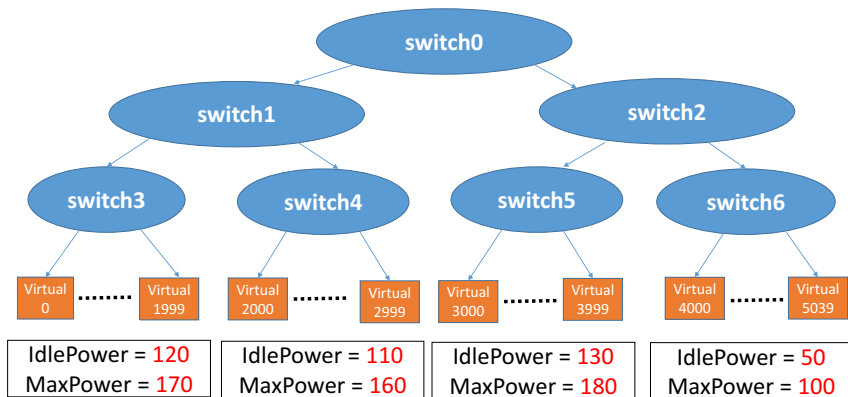 switch0
switch1
switch2
switch3
switch4
switch5
switch6
Virtual
0
Virtual
1999
Virtual
2000
Virtual
2999
Virtual
3000
Virtual
3999
Virtual
4000
Virtual
5039
IdlePower = 120
MaxPower = 170
IdlePower = 110
MaxPower = 160
IdlePower = 130
MaxPower = 180
IdlePower = 50
MaxPower = 100